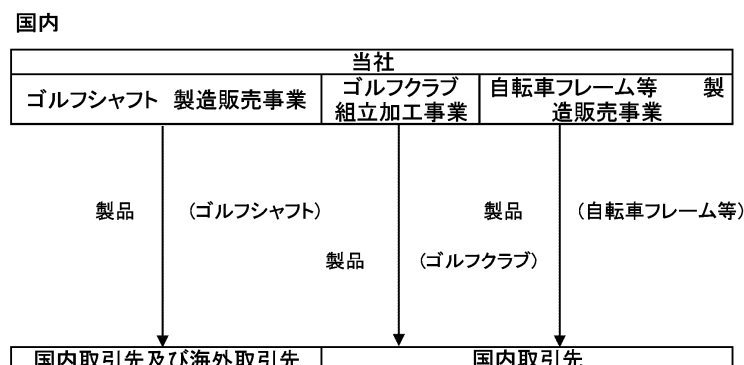 国内
当社
ゴルフシャフト 製造販売事業
ゴルフクラブ
組立加工事業
自転車フレーム等 製
造販売事業
製品 (ゴルフシャフト)
製品 (自転車フレーム等)
製品 (ゴルフクラブ)
国内取引先及び海外取引先
国内取引先